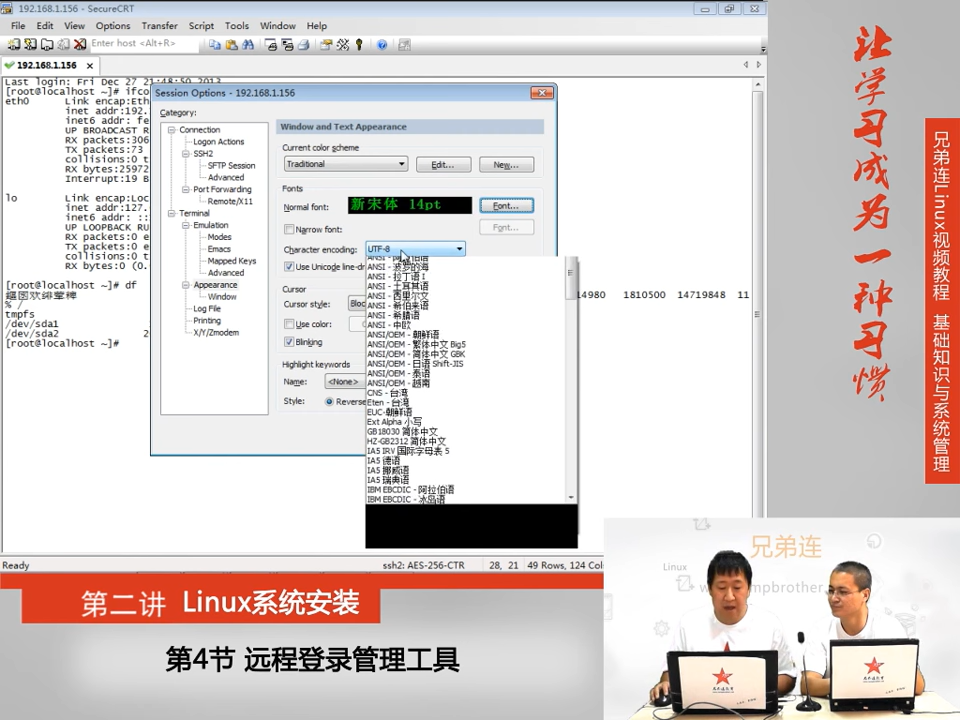 192.168.1.156 - SecureCRT
File Edit View Options Transfer Script Tools Window Help
Enter host <Alt+R>
192.168.1.156
Last login: Fri Dec 27 21:48:50 2013
[root@localhost ~]# ifco
eth0 Link encap:Eth
inet addr:192.
inet6 addr: fe
UP BROADCAST R
RX packets:306
TX packets:73
collisions:0 t
RX bytes:25972
Interrupt:19 B
lo Link encap:Loc
inet addr:127.
inet6 addr: ::
UP LOOPBACK RU
RX packets:0 e
TX packets:0 e
collisions:0 t
RX bytes:0 (0.
[root@localhost ~]# df
% /
14980 1810500 14719848 11
tmpfs
/dev/sda1
/dev/sda2 2
[root@localhost ~]#
Session Options - 192.168.1.156
Category:
Connection
Logon Actions
SSH2
SFTP Session
Advanced
Port Forwarding
Remote/X11
Terminal
Emulation
Modes
Emacs
Mapped Keys
Advanced
Appearance
Window
Log File
Printing
X/Y/Zmodem
Window and Text Appearance
Current color scheme
Traditional Edit... New...
Fonts
Normal font: 新宋体 14pt Font...
Narrow font: Font...
Character encoding: UTF-8
Use Unicode line-dr
Cursor
Cursor style: Bloc
Use color:
Blinking
Highlight keywords
Name: <None>
Style: Reverse
ANSI - 阿拉伯语
ANSI - 波罗的海
ANSI - 拉丁语 I
ANSI - 土耳其语
ANSI - 西里尔文
ANSI - 希伯来语
ANSI - 希腊语
ANSI - 中欧
ANSI/OEM - 朝鲜语
ANSI/OEM - 繁体中文 Big5
ANSI/OEM - 简体中文 GBK
ANSI/OEM - 日语 Shift-JIS
ANSI/OEM - 泰语
ANSI/OEM - 越南
CNS - 台湾
Eten - 台湾
EUC-朝鲜语
Ext Alpha 小写
GB18030 简体中文
HZ-GB2312 简体中文
IA5 IRV 国际字母表 5
IA5 德语
IA5 挪威语
IA5 瑞典语
IBM EBCDIC - 阿拉伯语
IBM EBCDIC - 冰岛语
Ready ssh2: AES-256-CTR 28, 21 49 Rows, 124 Col
让学习成为一种习惯
兄弟连Linux视频教程 基础知识与系统管理
第二讲 Linux系统安装
第4节 远程登录管理工具
兄弟连
Linux
mpbrother.